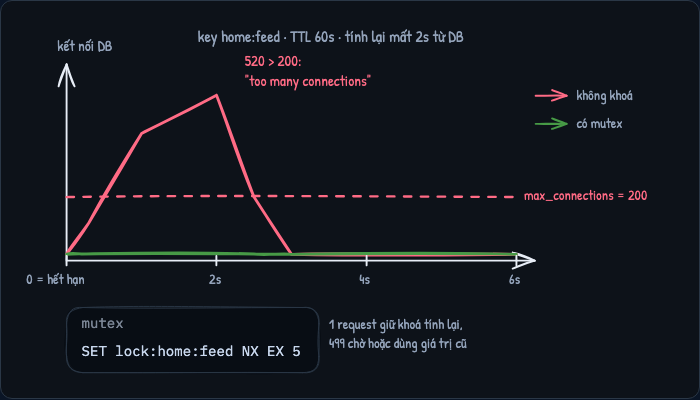 key home:feed · TTL 60s · tính lại mất 2s từ DB
kết nối DB
520 > 200:
"too many connections"
không khoá
có mutex
max_connections = 200
0 = hết hạn
2s
4s
6s
mutex
SET lock:home:feed NX EX 5
1 request giữ khoá tính lại,
499 chờ hoặc dùng giá trị cũ